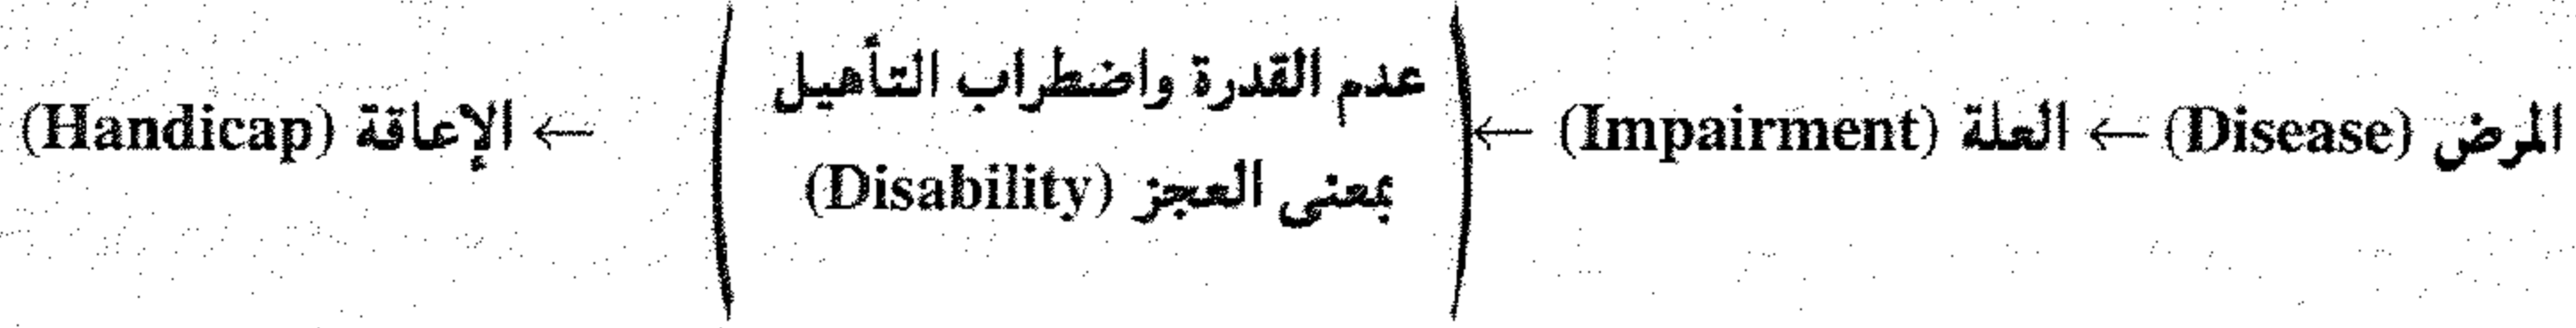 المرض (Disease) ← العلة (Impairment) ← (عدم القدرة واضطراب التأهيل
بمعنى العجز (Disability)) ← الإعاقة (Handicap)